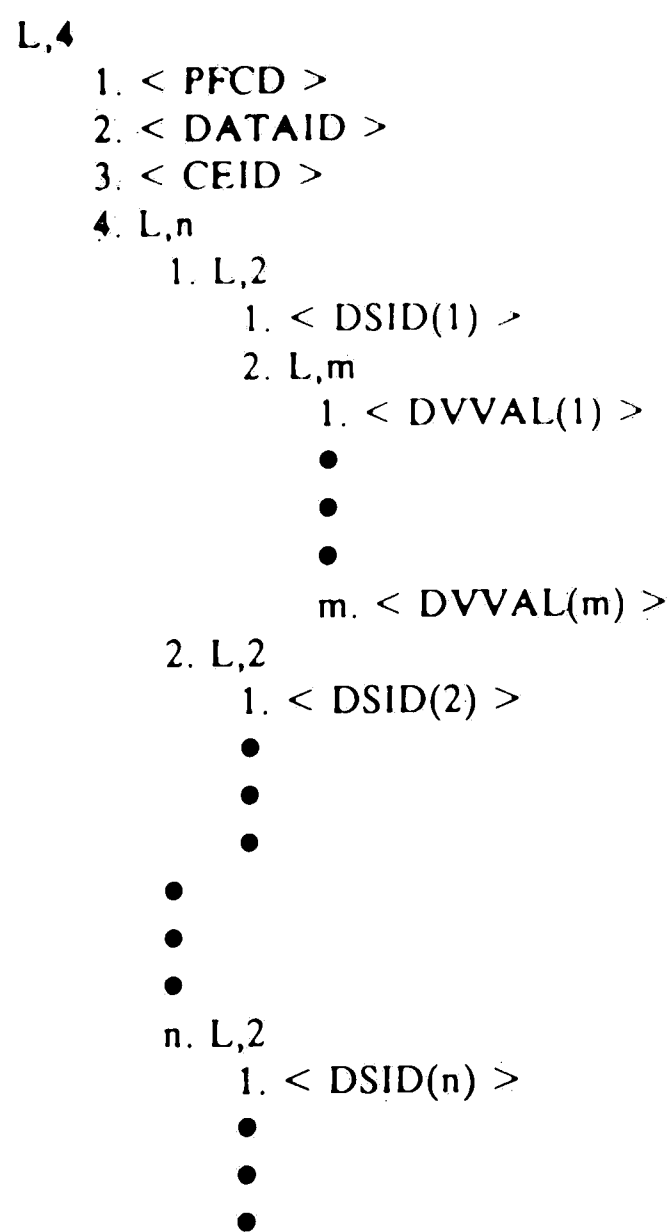 L,4
1. < PFCD >
2. < DATAID >
3. < CEID >
4. L,n
1. L,2
1. < DSID(1) >
2. L,m
1. < DVVAL(1) >
●
●
●
m. < DVVAL(m) >
2. L,2
1. < DSID(2) >
●
●
●
●
●
●
n. L,2
1. < DSID(n) >
●
●
●